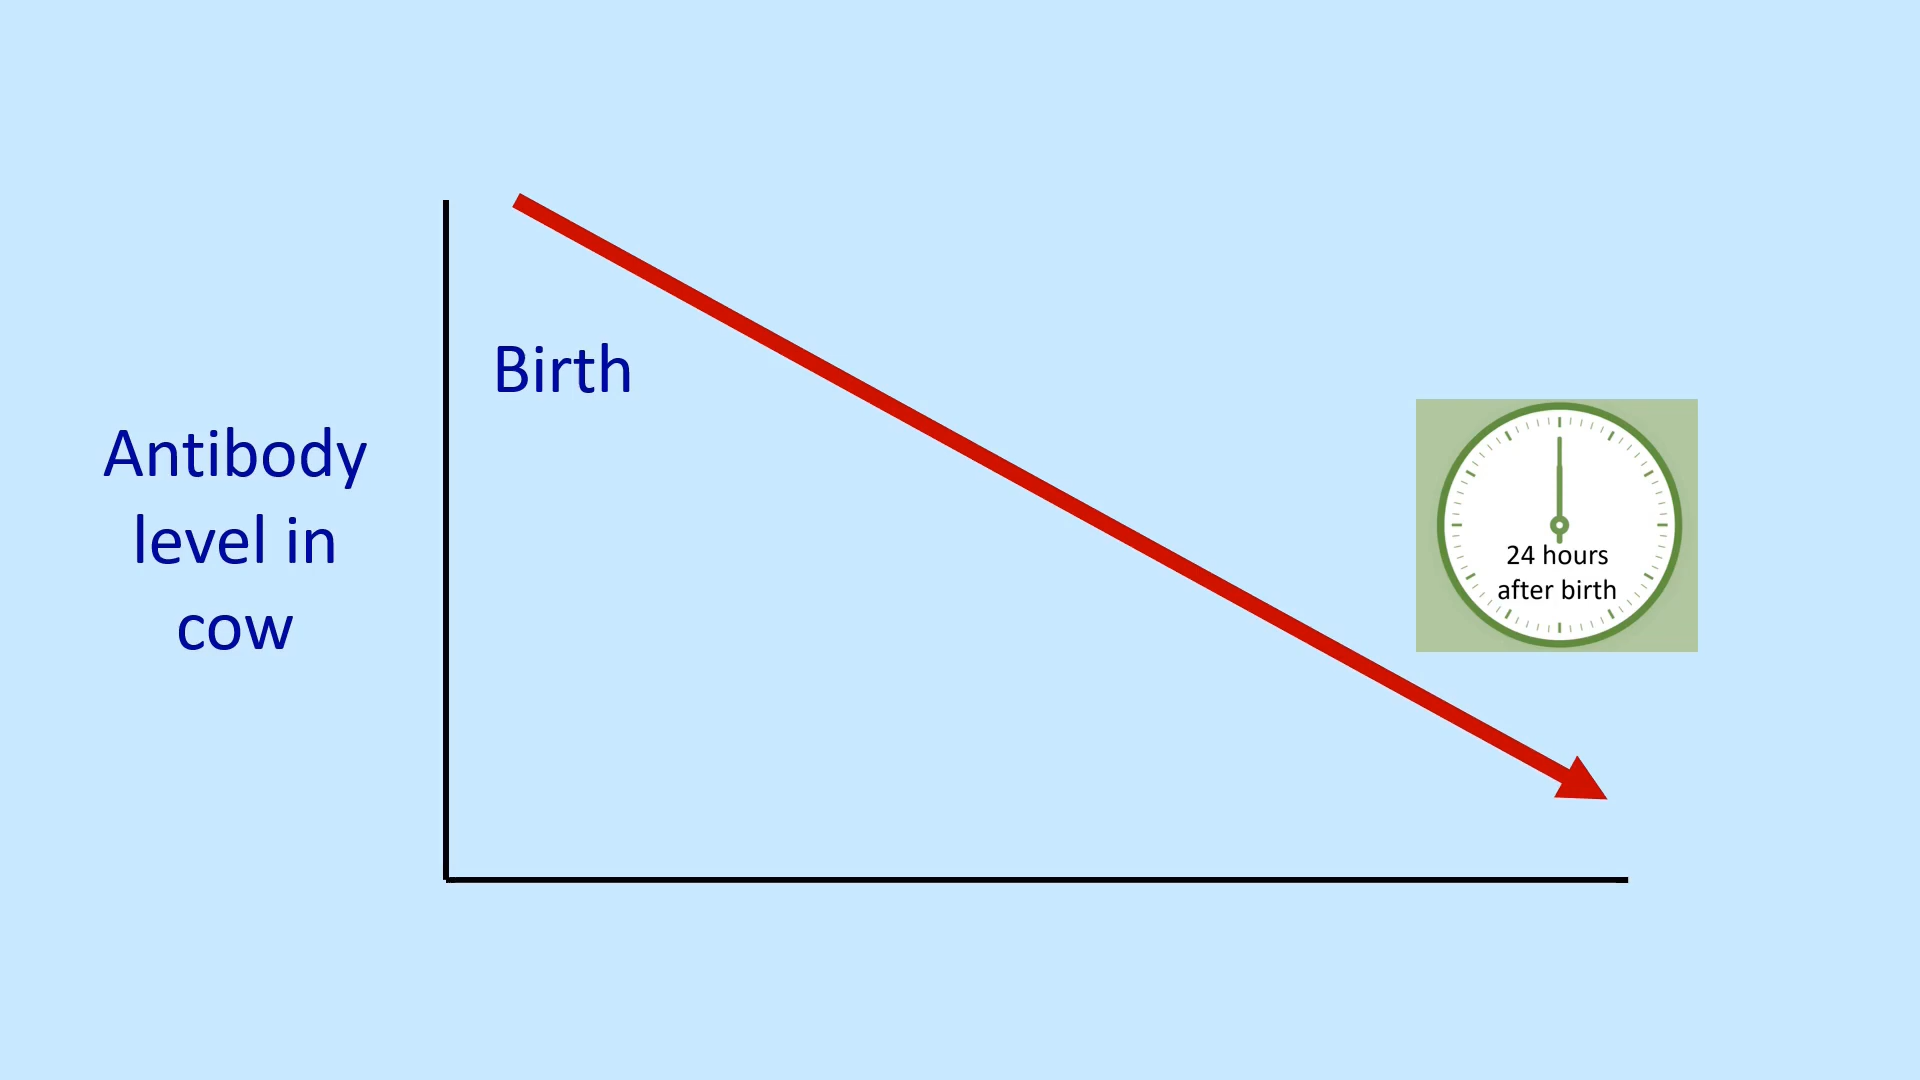 Birth
Antibody
level in
cow
24 hours
after birth